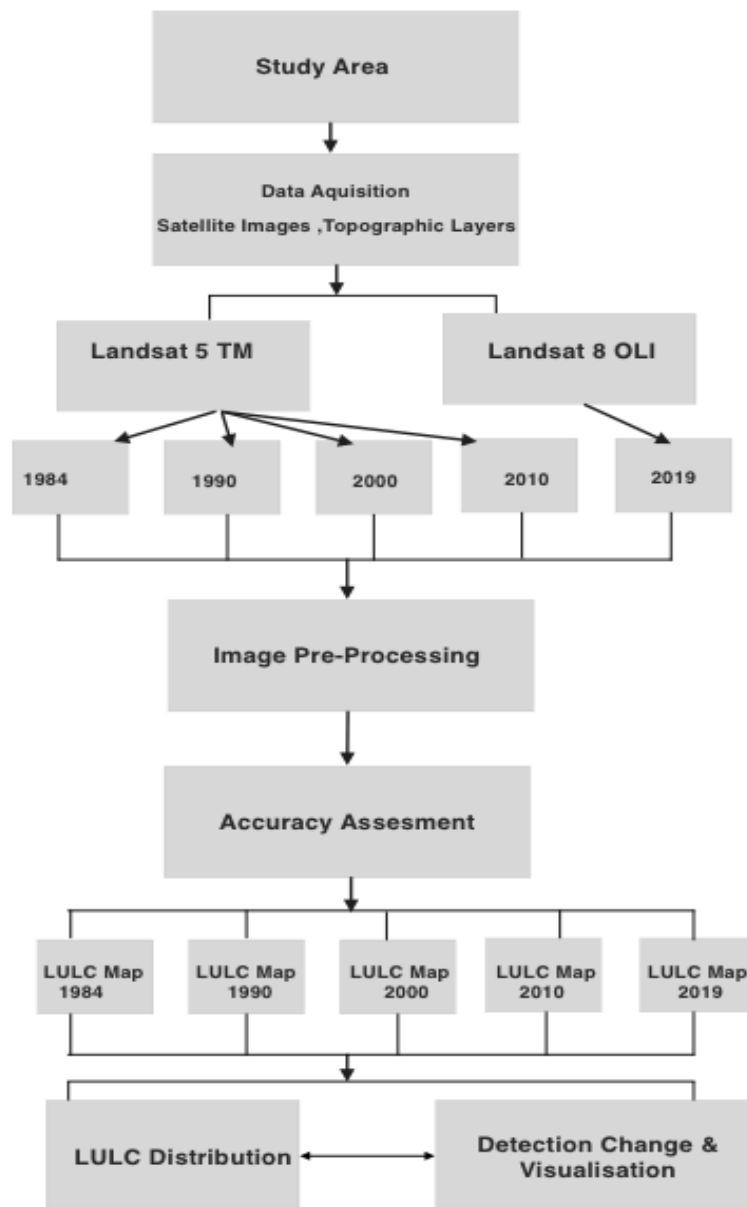 Study Area
Data Aquisition
Satellite Images ,Topographic Layers
Landsat 5 TM
Landsat 8 OLI
1984
1990
2000
2010
2019
Image Pre-Processing
Accuracy Assesment
LULC Map
1984
LULC Map
1990
LULC Map
2000
LULC Map
2010
LULC Map
2019
LULC Distribution
Detection Change &
Visualisation